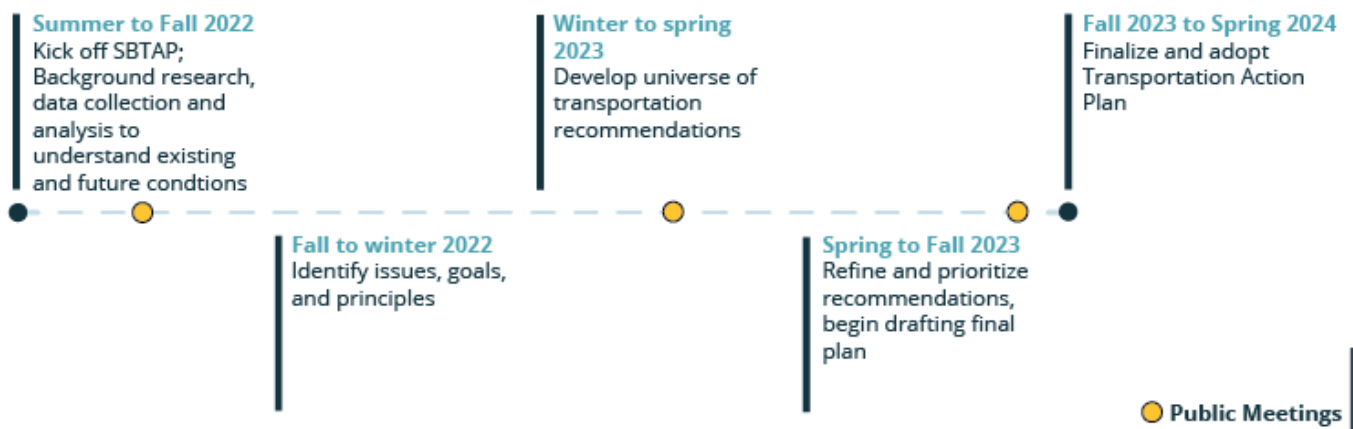 Summer to Fall 2022
Kick off SBTAP;
Background research,
data collection and
analysis to
understand existing
and future condtions
Fall to winter 2022
Identify issues, goals,
and principles
Winter to spring
2023
Develop universe of
transportation
recommendations
Spring to Fall 2023
Refine and prioritize
recommendations,
begin drafting final
plan
Fall 2023 to Spring 2024
Finalize and adopt
Transportation Action
Plan
Public Meetings